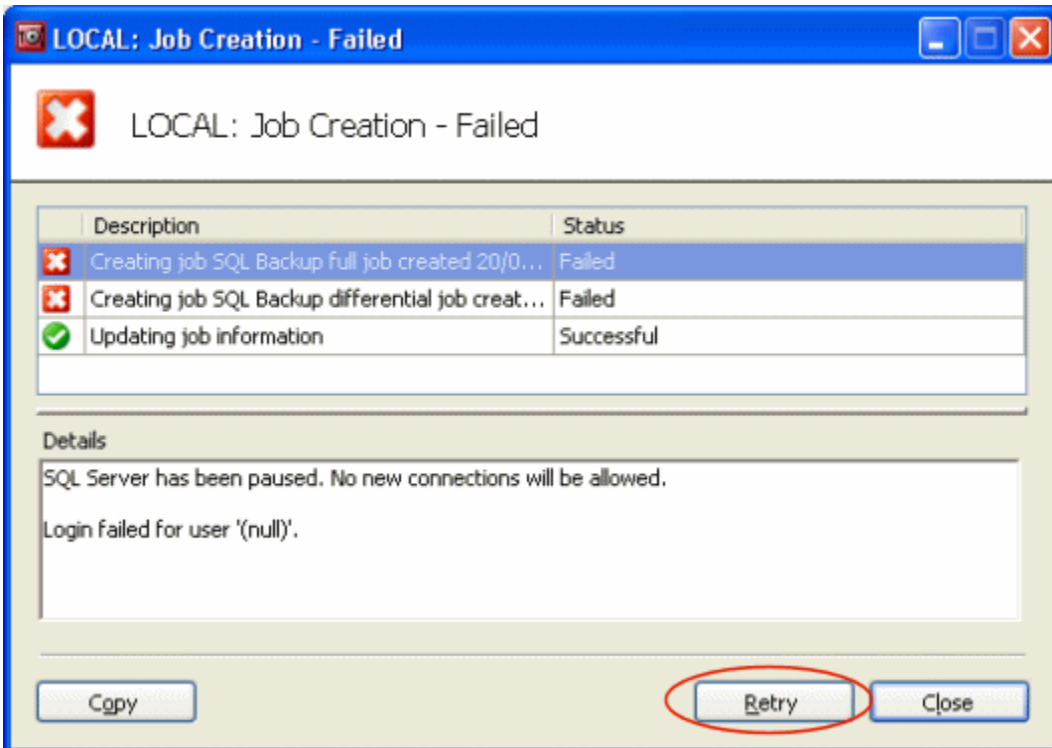 LOCAL: Job Creation - Failed
LOCAL: Job Creation - Failed
Description Status
Creating job SQL Backup full job created 20/0... Failed
Creating job SQL Backup differential job creat... Failed
Updating job information Successful
Details
SQL Server has been paused. No new connections will be allowed.
Login failed for user '(null)'.
Copy Retry Close